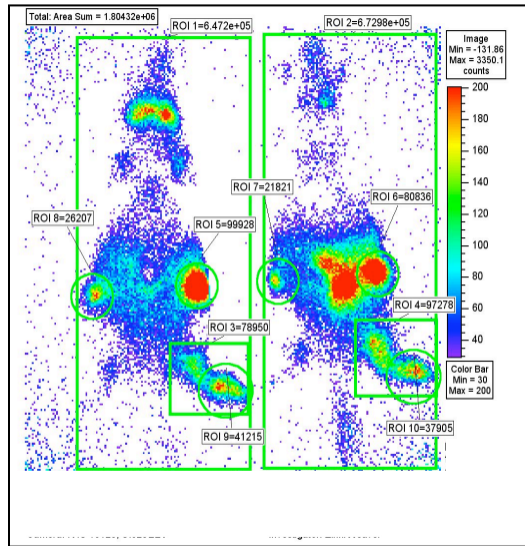 Total: Area Sum = 1.80432e+06
ROI 1=6.472e+05
ROI 2=6.7298e+05
Image
Min = -131.86
Max = 3350.1
counts
200
180
160
140
120
100
80
60
40
ROI 7=21821
ROI 6=80836
ROI 8=26207
ROI 5=99928
ROI 4=97278
ROI 3=78950
Color Bar
Min = 30
Max = 200
ROI 9=41215
ROI 10=37905